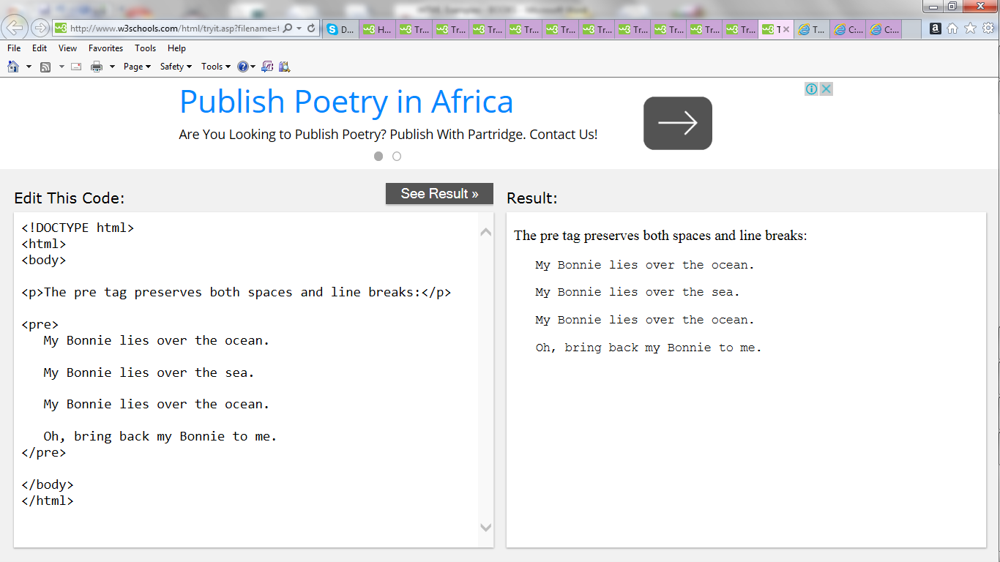 http://www.w3schools.com/html/tryit.asp?filename=t
D...
H...
Tr...
Tr...
Tr...
Tr...
Tr...
Tr...
Tr...
Tr...
Tr...
Tr...
T
T...
C:...
C:...
File Edit View Favorites Tools Help
Page Safety Tools
Publish Poetry in Africa
Are You Looking to Publish Poetry? Publish With Partridge. Contact Us!
Edit This Code:
See Result »
<!DOCTYPE html>
<html>
<body>
<p>The pre tag preserves both spaces and line breaks:</p>
<pre>
My Bonnie lies over the ocean.
My Bonnie lies over the sea.
My Bonnie lies over the ocean.
Oh, bring back my Bonnie to me.
</pre>
</body>
</html>
Result:
The pre tag preserves both spaces and line breaks:
My Bonnie lies over the ocean.
My Bonnie lies over the sea.
My Bonnie lies over the ocean.
Oh, bring back my Bonnie to me.